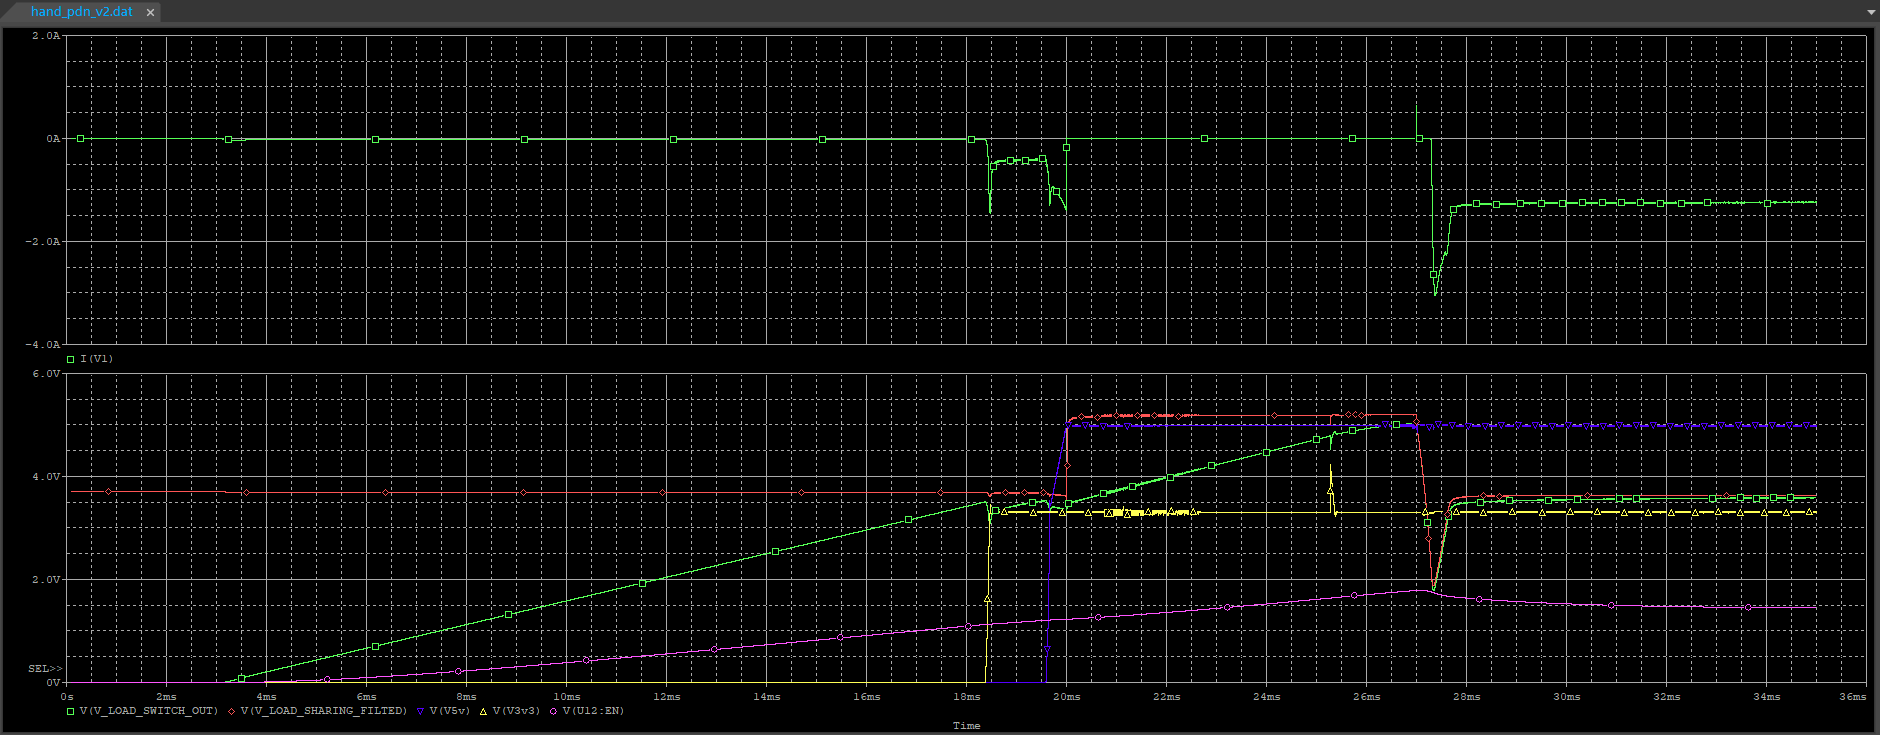 hand_pdn_v2.dat ×
2.0A
0A
-2.0A
-4.0A
I(V1)
6.0V
4.0V
2.0V
SEL>>
0V
0s 2ms 4ms 6ms 8ms 10ms 12ms 14ms 16ms 18ms 20ms 22ms 24ms 26ms 28ms 30ms 32ms 34ms 36ms
V(V_LOAD_SWITCH_OUT) V(V_LOAD_SHARING_FILTED) V(V5v) V(V3v3) V(U12:EN)
Time